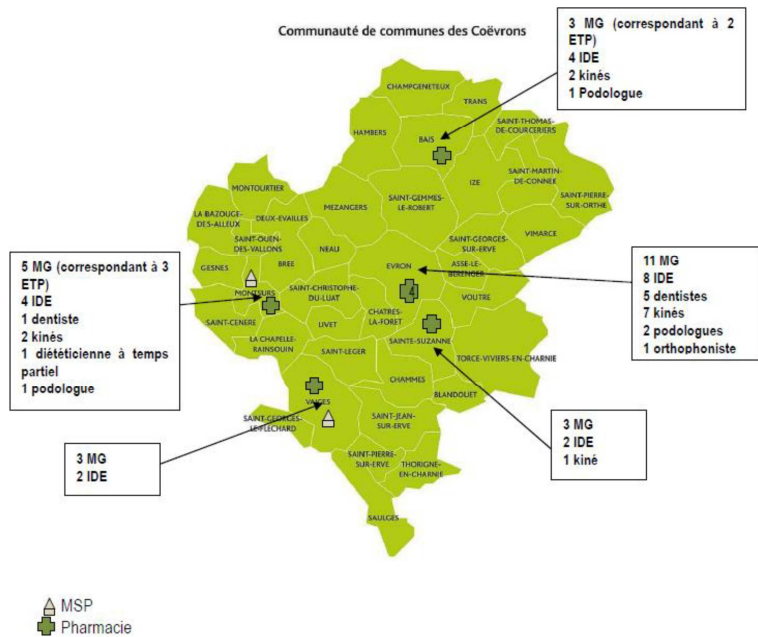 Communauté de communes des Coëvrons
3 MG (correspondant à 2
ETP)
4 IDE
2 kinés
1 Podologue
CHAMPGENETEUX
TRANS
HAMBERS
SAINT-THOMAS-
DE-COURCERIERS
BAIS
SAINT-MARTIN-
DE-CONNEE
IZE
SAINT-PIERRE-
SUR-ORTHE
MONTOURTIER
SAINT-GEMMES-
LE-ROBERT
MEZANGERS
LA BAZOUGE-
DES-ALLEUX
DEUX-EVAILLES
VIMARCE
SAINT-OUEN-
DES-VALLONS
NEAU
SAINT-GEORGES-
SUR-ERVE
5 MG (correspondant à 3
ETP)
4 IDE
1 dentiste
2 kinés
1 diététicienne à temps
partiel
1 podologue
GESNES
BREE
EVRON
ASSE-LE-
BERENGER
11 MG
8 IDE
5 dentistes
7 kinés
2 podologues
1 orthophoniste
MONTSURS
SAINT-CHRISTOPHE-
DU-LUAT
4
VOUTRE
CHATRES-
LA-FORET
SAINT-CENERE
LIVET
SAINTE-SUZANNE
LA CHAPELLE-
RAINSOUIN
SAINT-LEGER
TORCE-VIVIERS-EN-CHARNIE
CHAMMES
BLANDOUET
VAIGES
SAINT-GEORGES-
LE-FLECHARD
SAINT-JEAN-
SUR-ERVE
3 MG
2 IDE
1 kiné
3 MG
2 IDE
SAINT-PIERRE-
SUR-ERVE
THORIGNE-
EN-CHARNIE
SAULGES
MSP
Pharmacie